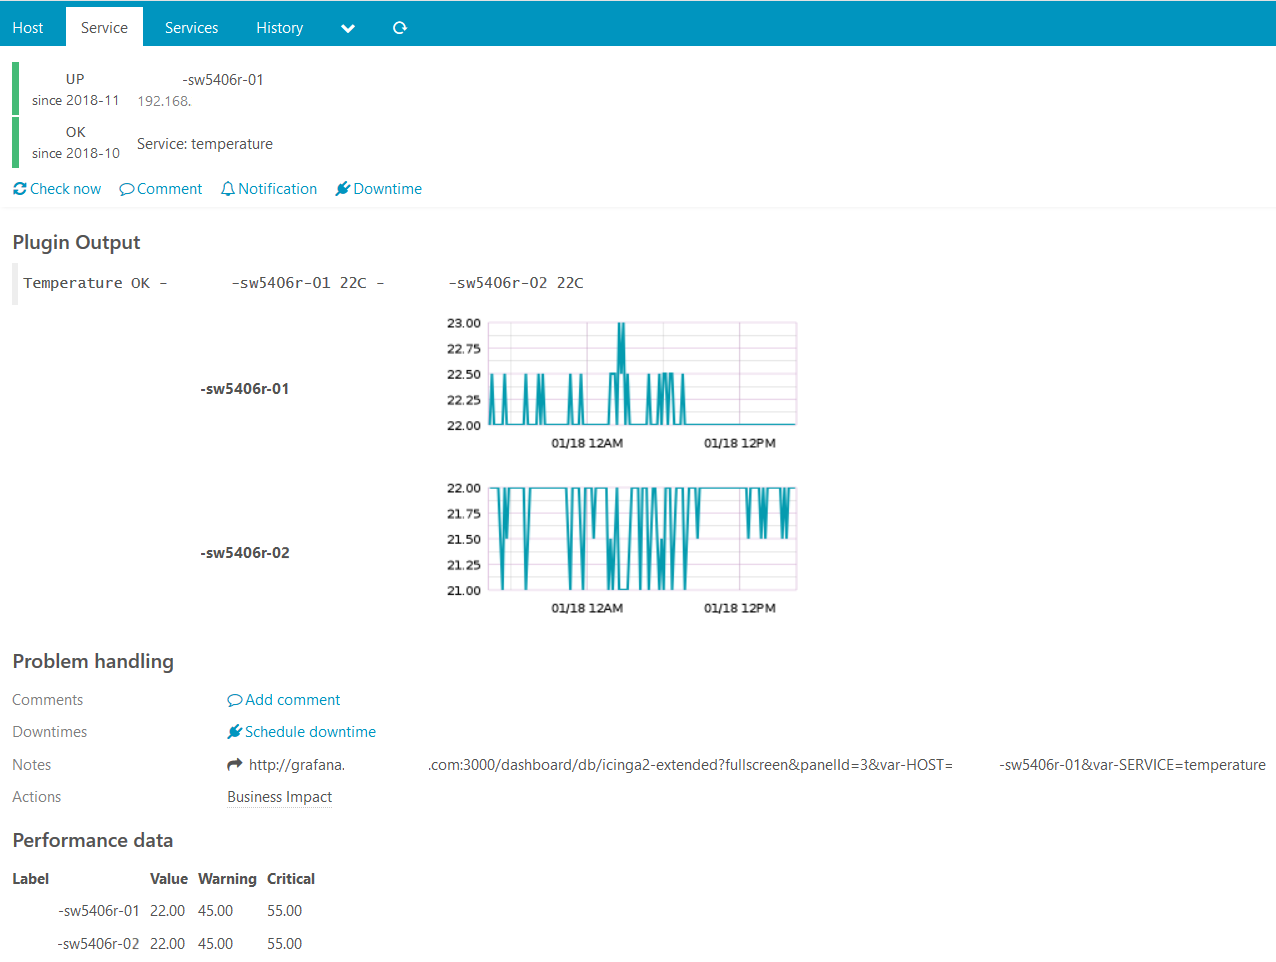 Host Service Services History
UP -sw5406r-01
since 2018-11 192.168.
OK
since 2018-10 Service: temperature
Check now Comment Notification Downtime
Plugin Output
Temperature OK - -sw5406r-01 22C - -sw5406r-02 22C
23.00
22.75
22.50
-sw5406r-01
22.25
22.00
01/18 12AM 01/18 12PM
22.00
21.75
21.50
-sw5406r-02
21.25
21.00
01/18 12AM 01/18 12PM
Problem handling
Comments Add comment
Downtimes Schedule downtime
Notes http://grafana. .com:3000/dashboard/db/icinga2-extended?fullscreen&panelId=3&var-HOST= -sw5406r-01&var-SERVICE=temperature
Actions Business Impact
Performance data
Label Value Warning Critical
-sw5406r-01 22.00 45.00 55.00
-sw5406r-02 22.00 45.00 55.00